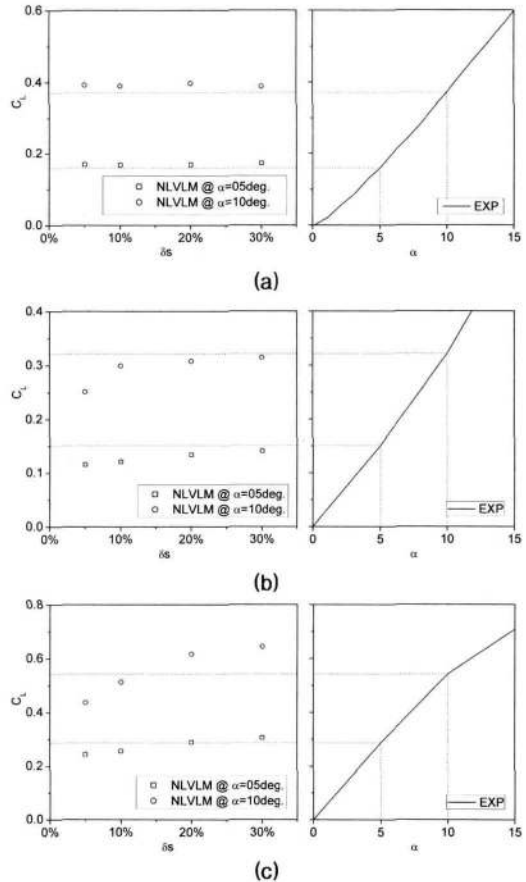 0.6
0.4
0.2
0.0
C_L
NLVLM @ α=05deg.
NLVLM @ α=10deg.
0% 10% 20% 30%
δs
EXP
0 5 10 15
α
(a)
0.4
0.3
0.2
0.1
0.0
C_L
NLVLM @ α=05deg.
NLVLM @ α=10deg.
0% 10% 20% 30%
δs
EXP
0 5 10 15
α
(b)
0.8
0.6
0.4
0.2
0.0
C_L
NLVLM @ α=05deg.
NLVLM @ α=10deg.
0% 10% 20% 30%
δs
EXP
0 5 10 15
α
(c)